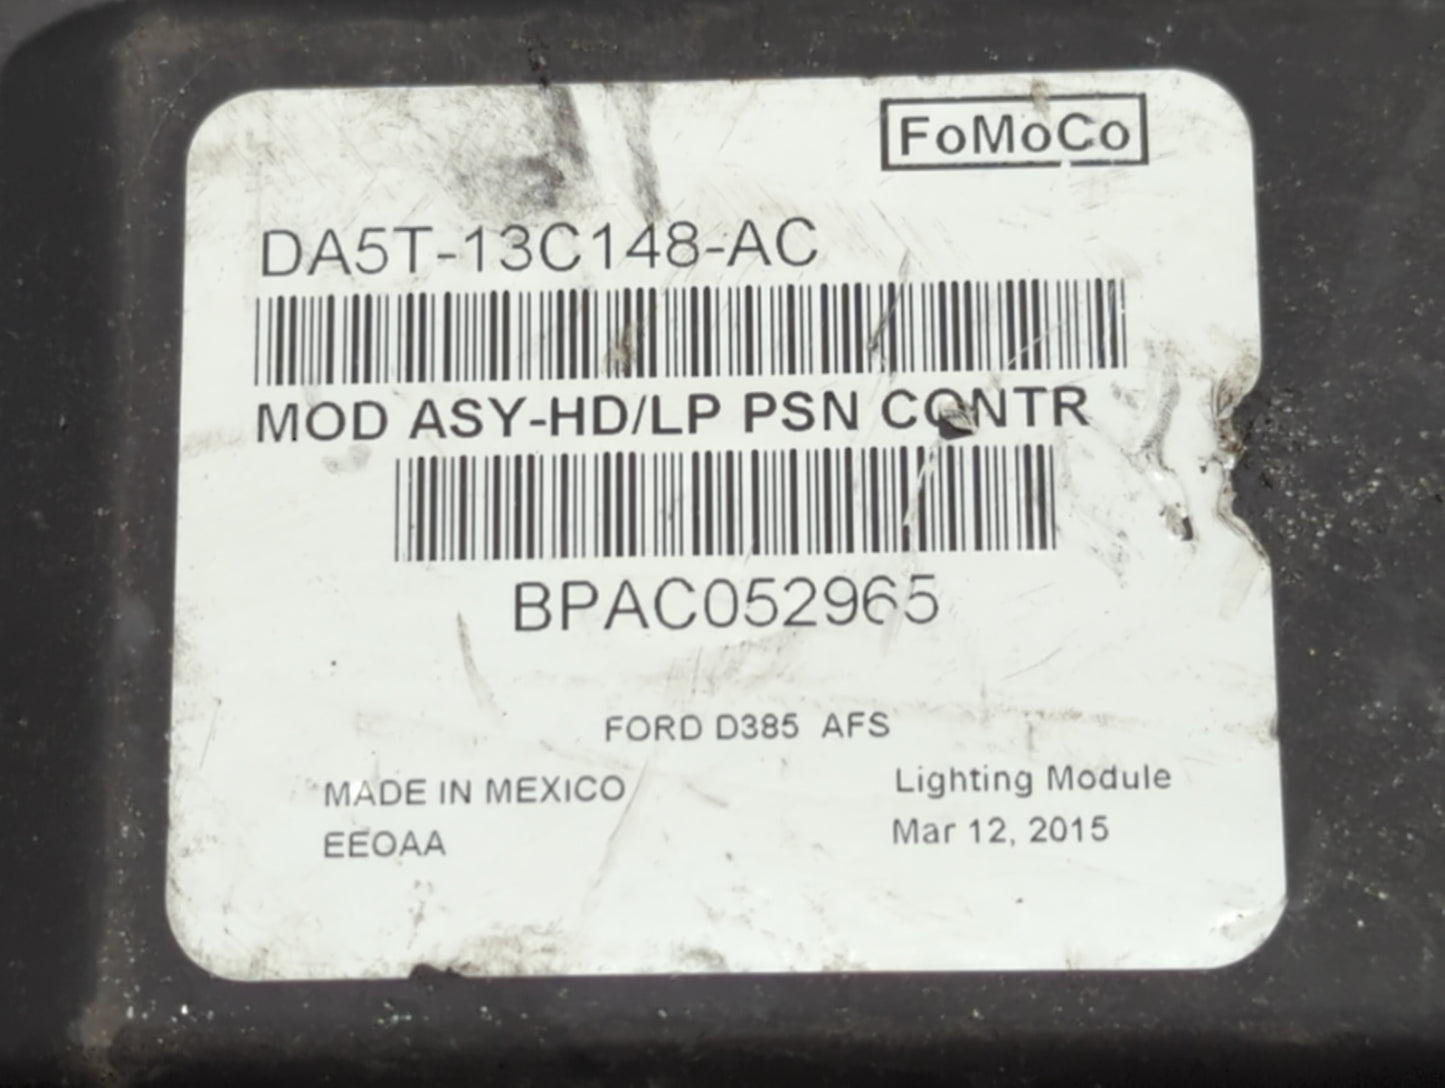 FoMoCo
DA5T-13C148-AC
MOD ASY-HD/LP PSN CONTR
BPAC052965
FORD D385 AFS
MADE IN MEXICO
EEOAA
Lighting Module
Mar 12, 2015